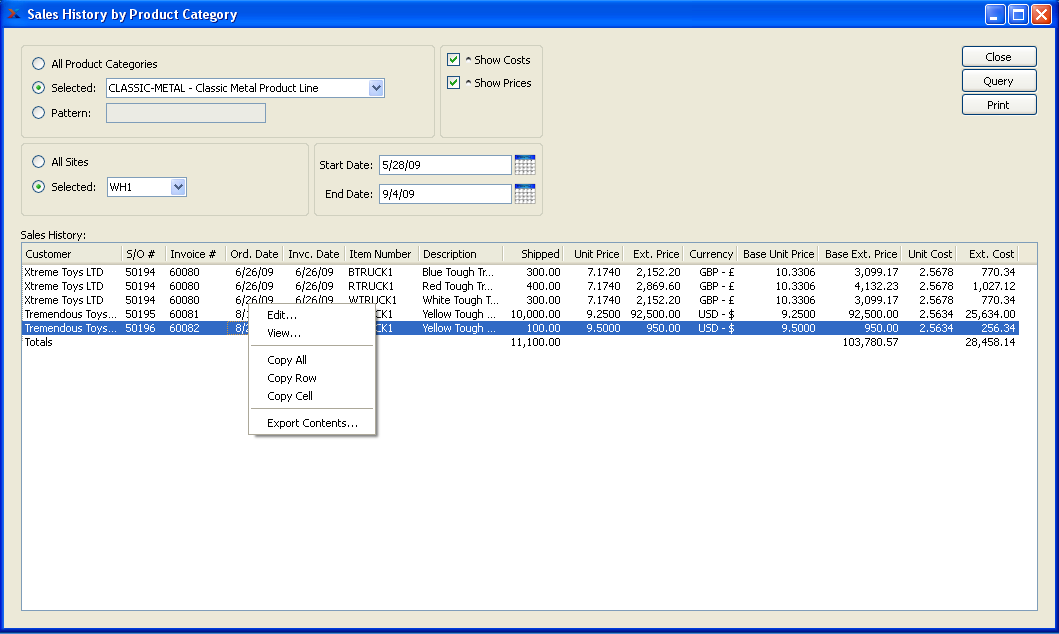 Sales History by Product Category
All Product Categories
Selected: CLASSIC-METAL - Classic Metal Product Line
Pattern:
^ Show Costs
^ Show Prices
Close
Query
Print
All Sites
Selected: WH1
Start Date: 5/28/09
End Date: 9/4/09
Sales History:
Customer S/O # Invoice # Ord. Date Invc. Date Item Number Description Shipped Unit Price Ext. Price Currency Base Unit Price Base Ext. Price Unit Cost Ext. Cost
Xtreme Toys LTD 50194 60080 6/26/09 6/26/09 BTRUCK1 Blue Tough Tr... 300.00 7.1740 2,152.20 GBP - £ 10.3306 3,099.17 2.5678 770.34
Xtreme Toys LTD 50194 60080 6/26/09 6/26/09 RTRUCK1 Red Tough Tr... 400.00 7.1740 2,869.60 GBP - £ 10.3306 4,132.23 2.5678 1,027.12
Xtreme Toys LTD 50194 60080 6/26/09 6/26/09 WTRUCK1 White Tough T... 300.00 7.1740 2,152.20 GBP - £ 10.3306 3,099.17 2.5678 770.34
Tremendous Toys... 50195 60081 8/ CK1 Yellow Tough ... 10,000.00 9.2500 92,500.00 USD - $ 9.2500 92,500.00 2.5634 25,634.00
Tremendous Toys... 50196 60082 8/2 CK1 Yellow Tough ... 100.00 9.5000 950.00 USD - $ 9.5000 950.00 2.5634 256.34
Totals 11,100.00 103,780.57 28,458.14
Edit...
View...
Copy All
Copy Row
Copy Cell
Export Contents...